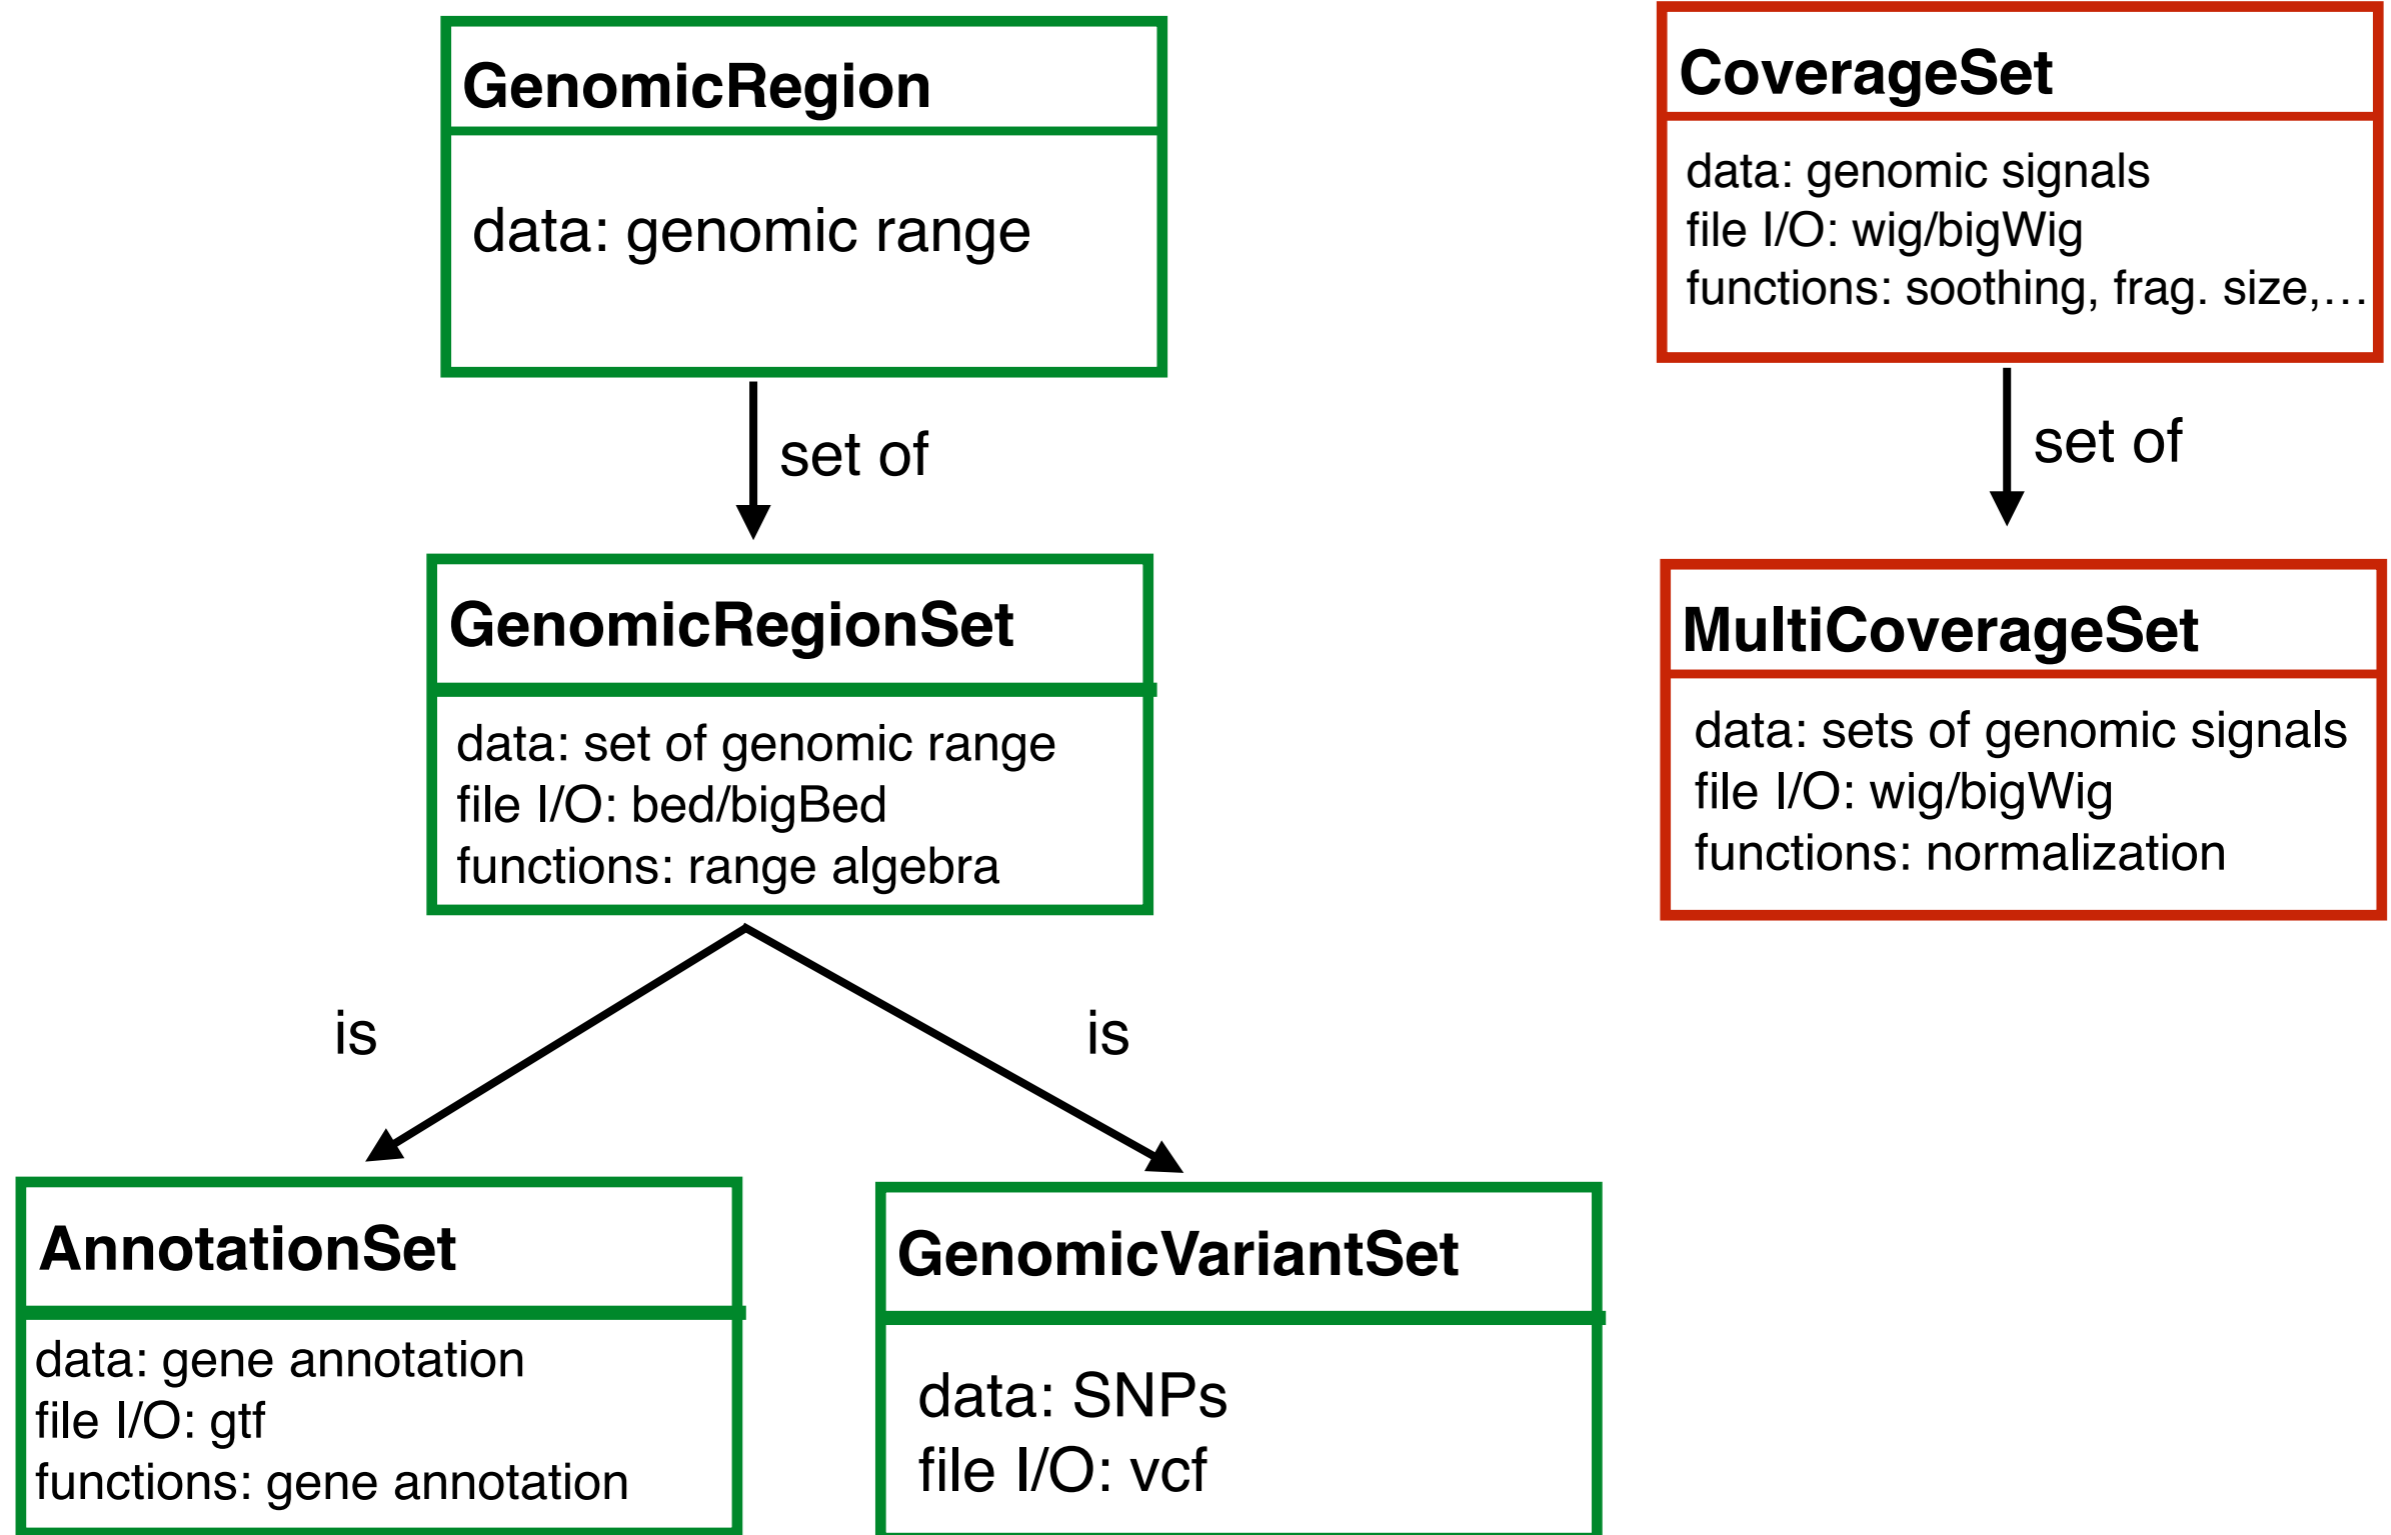 GenomicRegion
data: genomic range
set of
GenomicRegionSet
data: set of genomic range
file I/O: bed/bigBed
functions: range algebra
is
is
AnnotationSet
data: gene annotation
file I/O: gtf
functions: gene annotation
GenomicVariantSet
data: SNPs
file I/O: vcf
CoverageSet
data: genomic signals
file I/O: wig/bigWig
functions: soothing, frag. size,…
set of
MultiCoverageSet
data: sets of genomic signals
file I/O: wig/bigWig
functions: normalization